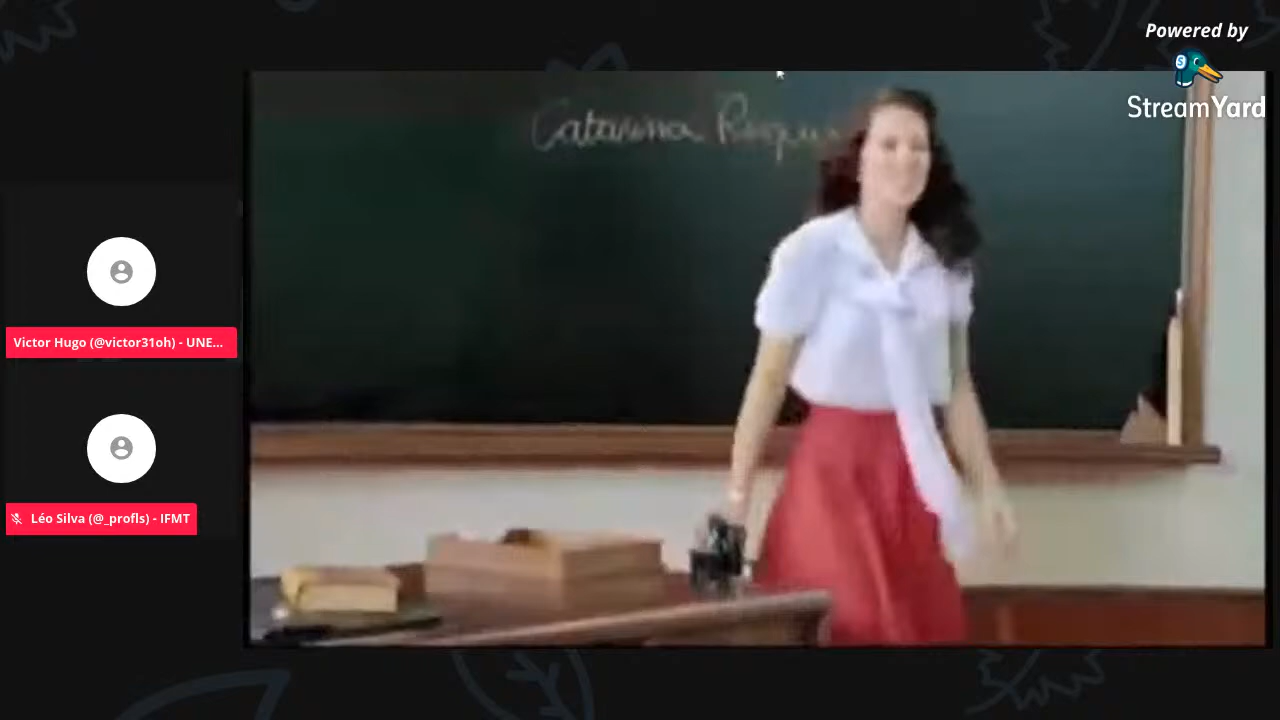 Powered by
StreamYard
Catarina
Victor Hugo (@victor31oh) - UNE...
Léo Silva (@_profls) - IFMT